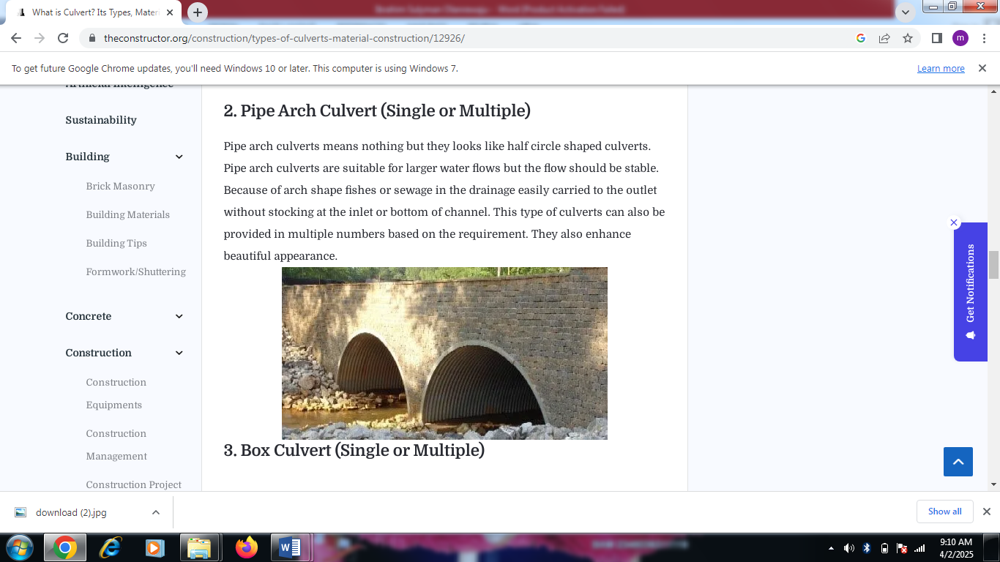 What is Culvert? Its Types, Mater
theconstructor.org/construction/types-of-culverts-material-construction/12926/
m
To get future Google Chrome updates, you'll need Windows 10 or later. This computer is using Windows 7.
Learn more
Artificial Intelligence
Sustainability
Building
Brick Masonry
Building Materials
Building Tips
Formwork/Shuttering
Concrete
Construction
Construction
Equipments
Construction
Management
Construction Project
2. Pipe Arch Culvert (Single or Multiple)
Pipe arch culverts means nothing but they looks like half circle shaped culverts.
Pipe arch culverts are suitable for larger water flows but the flow should be stable.
Because of arch shape fishes or sewage in the drainage easily carried to the outlet
without stocking at the inlet or bottom of channel. This type of culverts can also be
provided in multiple numbers based on the requirement. They also enhance
beautiful appearance.
3. Box Culvert (Single or Multiple)
Get Notifications
download (2).jpg
Show all
9:10 AM
4/2/2025